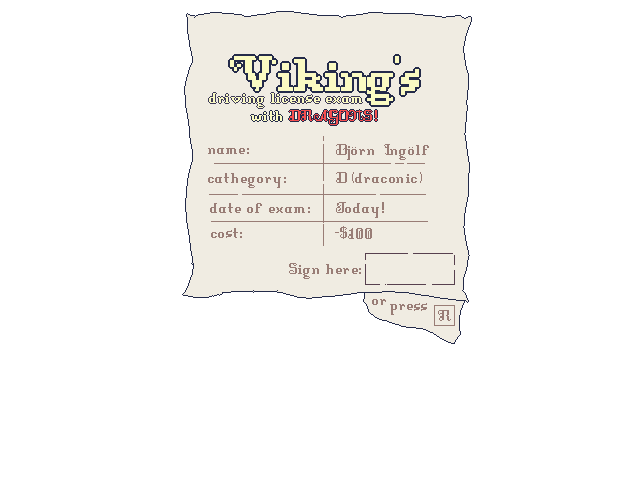 Viking's
driving license exam
with DRAGONS!
name: Björn Ingólf
cathegory: D (draconic)
date of exam: Today!
cost: -$100
Sign here:
or press